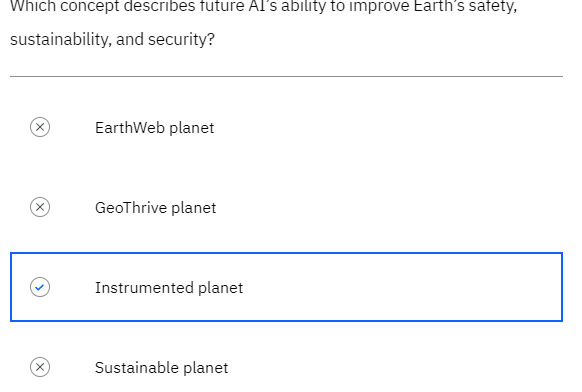 Which concept describes future AI's ability to improve Earth's safety,
sustainability, and security?
EarthWeb planet
GeoThrive planet
Instrumented planet
Sustainable planet